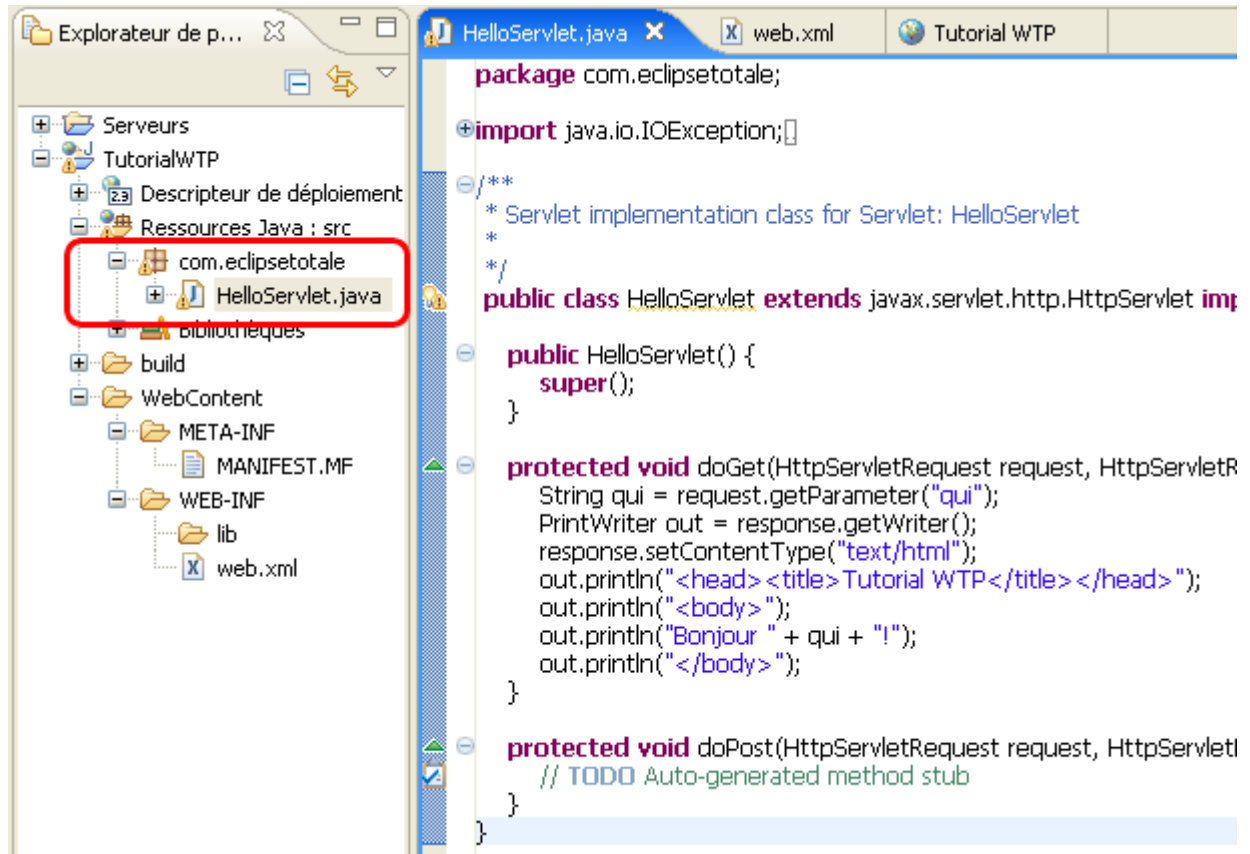 Explorateur de p...
Serveurs
TutorialWTP
2.3 Descripteur de déploiement
Ressources Java : src
com.eclipsetotale
HelloServlet.java
Bibliothèques
build
WebContent
META-INF
MANIFEST.MF
WEB-INF
lib
web.xml
HelloServlet.java
web.xml
Tutorial WTP
package com.eclipsetotale;
import java.io.IOException;
/**
* Servlet implementation class for Servlet: HelloServlet
*
*/
public class HelloServlet extends javax.servlet.http.HttpServlet imp
public HelloServlet() {
super();
}
protected void doGet(HttpServletRequest request, HttpServletR
String qui = request.getParameter("qui");
PrintWriter out = response.getWriter();
response.setContentType("text/html");
out.println("<head><title>Tutorial WTP</title></head>");
out.println("<body>");
out.println("Bonjour " + qui + "!");
out.println("</body>");
}
protected void doPost(HttpServletRequest request, HttpServlet
// TODO Auto-generated method stub
}
}